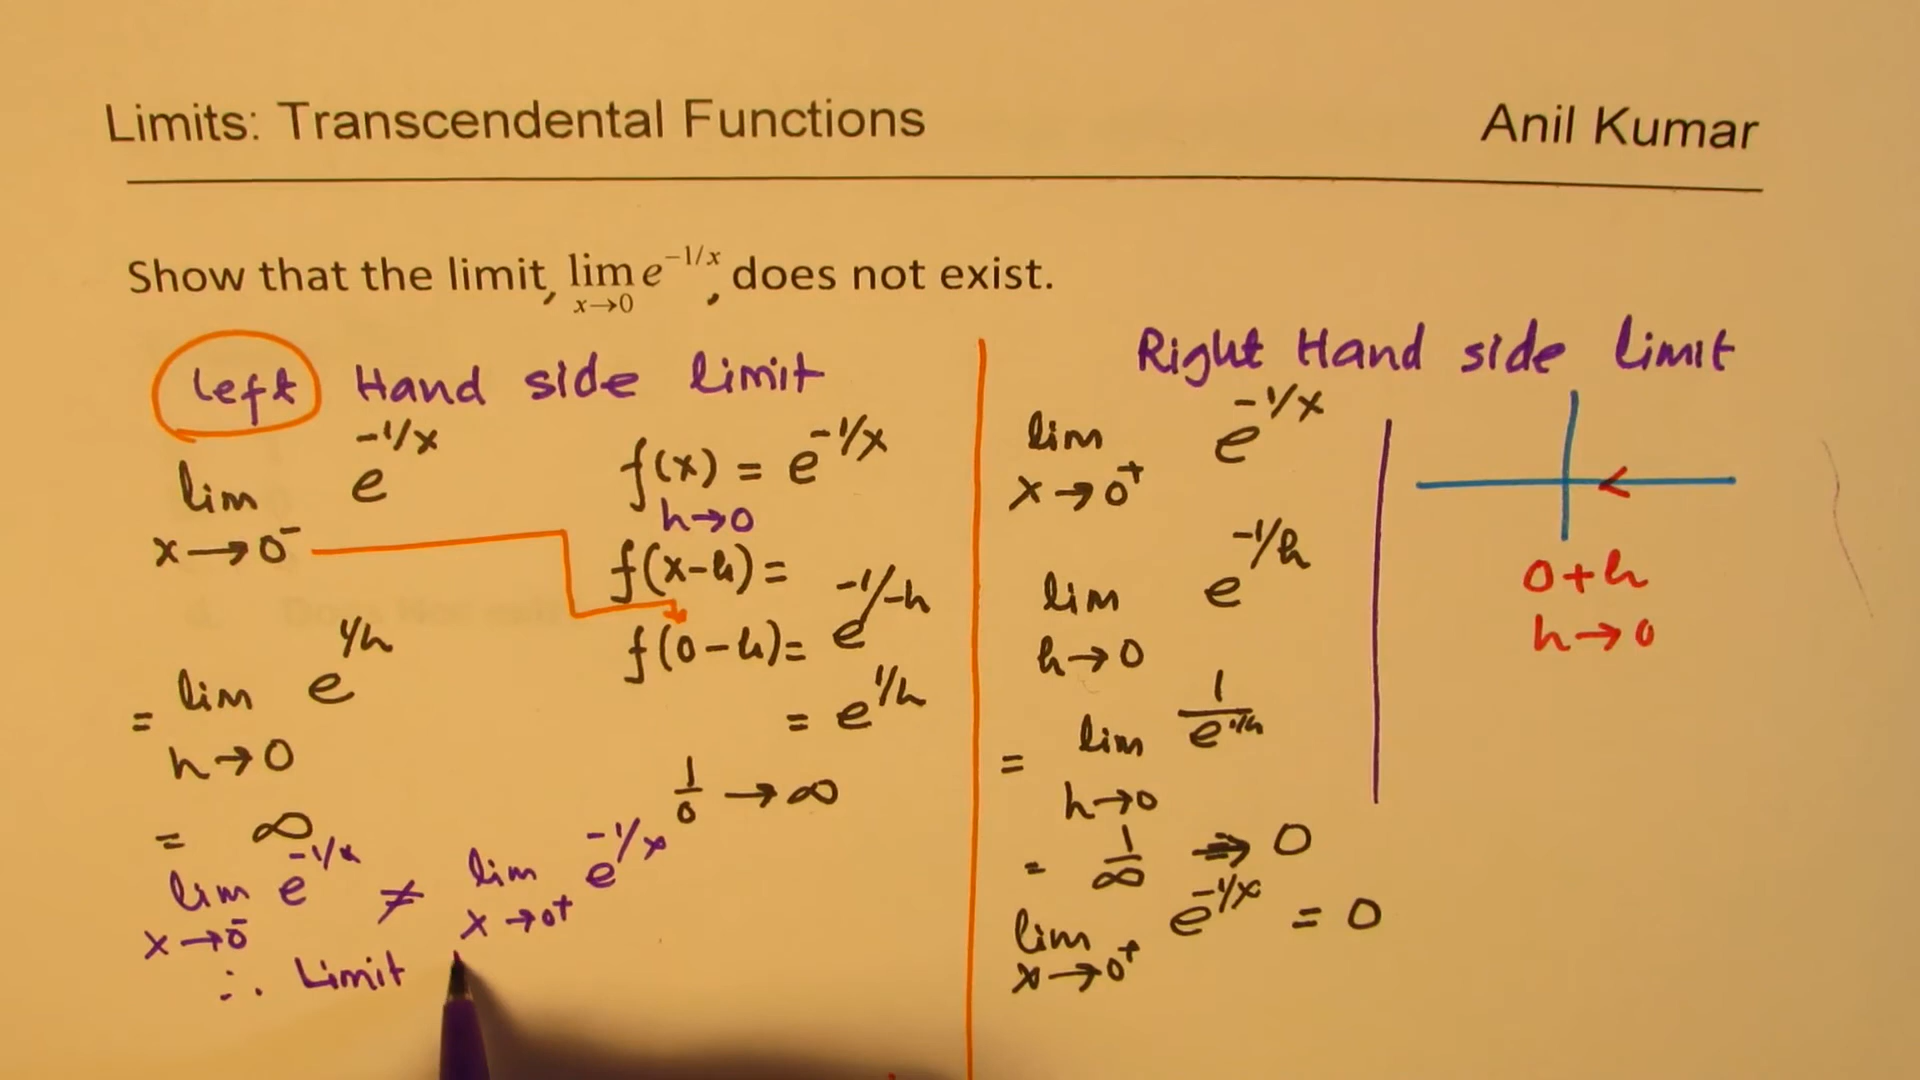 Limits: Transcendental Functions
Anil Kumar
Show that the limit, lim e^{-1/x}, does not exist.
x→0
Left Hand side limit
lim e^{-1/x}
x→0⁻
f(x) = e^{-1/x}
h→0
f(x-h) =
f(0-h) = e^{-1/-h}
= e^{1/h}
= lim e^{1/h}
h→0
1/0 → ∞
= ∞
lim e^{-1/x} ≠ lim e^{-1/x}
x→0⁻ x→0⁺
∴ Limit
Right Hand side limit
lim e^{-1/x}
x→0⁺
lim e^{-1/h}
h→0
= lim 1/e^{1/h}
h→0
= 1/∞ → 0
lim e^{-1/x} = 0
x→0⁺
0+h
h→0